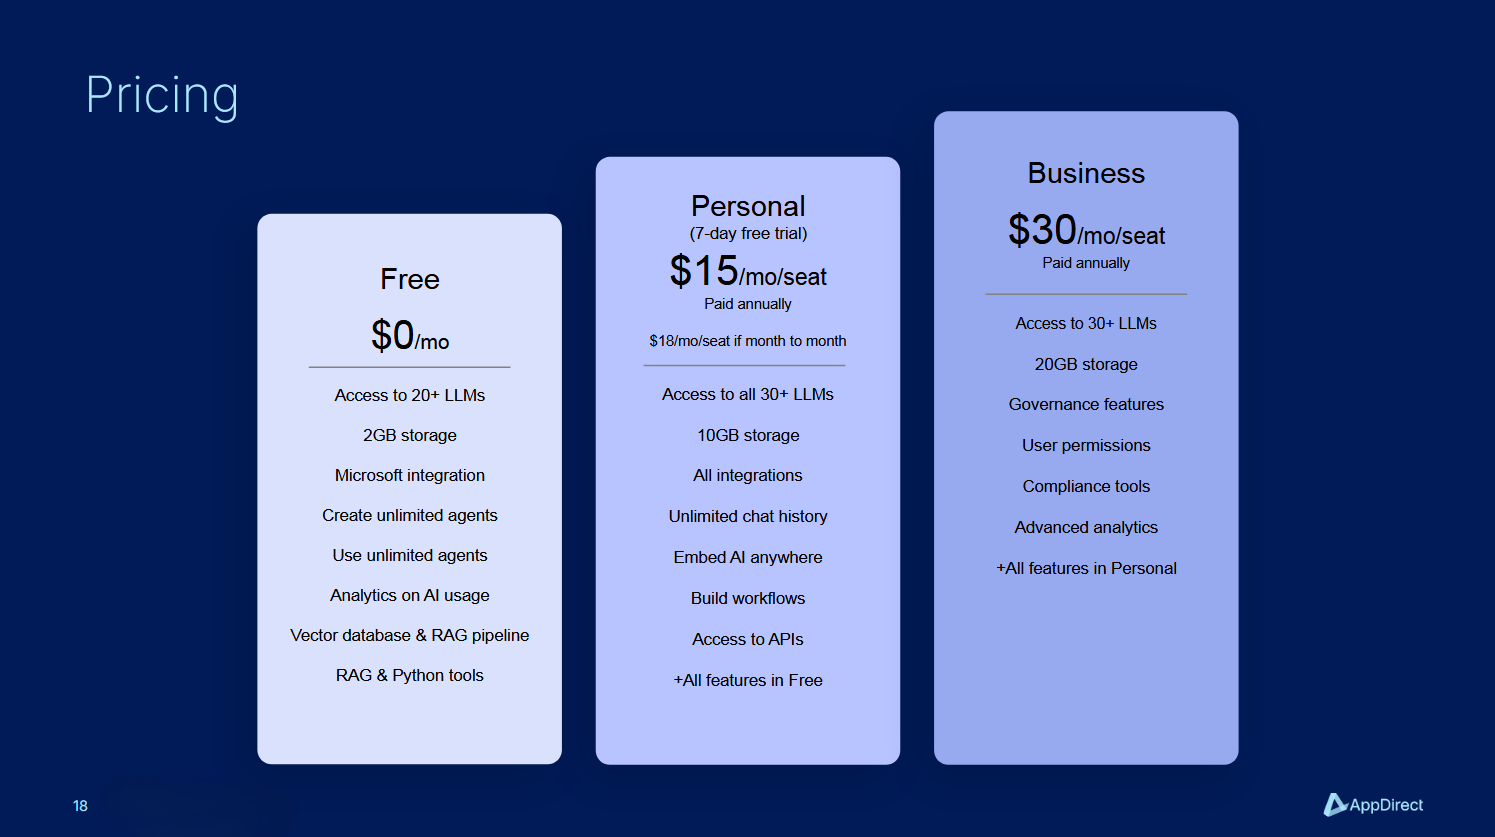 Pricing
Free
$0/mo
Access to 20+ LLMs
2GB storage
Microsoft integration
Create unlimited agents
Use unlimited agents
Analytics on AI usage
Vector database & RAG pipeline
RAG & Python tools
Personal
(7-day free trial)
$15/mo/seat
Paid annually
$18/mo/seat if month to month
Access to all 30+ LLMs
10GB storage
All integrations
Unlimited chat history
Embed AI anywhere
Build workflows
Access to APIs
+All features in Free
Business
$30/mo/seat
Paid annually
Access to 30+ LLMs
20GB storage
Governance features
User permissions
Compliance tools
Advanced analytics
+All features in Personal
18
AppDirect